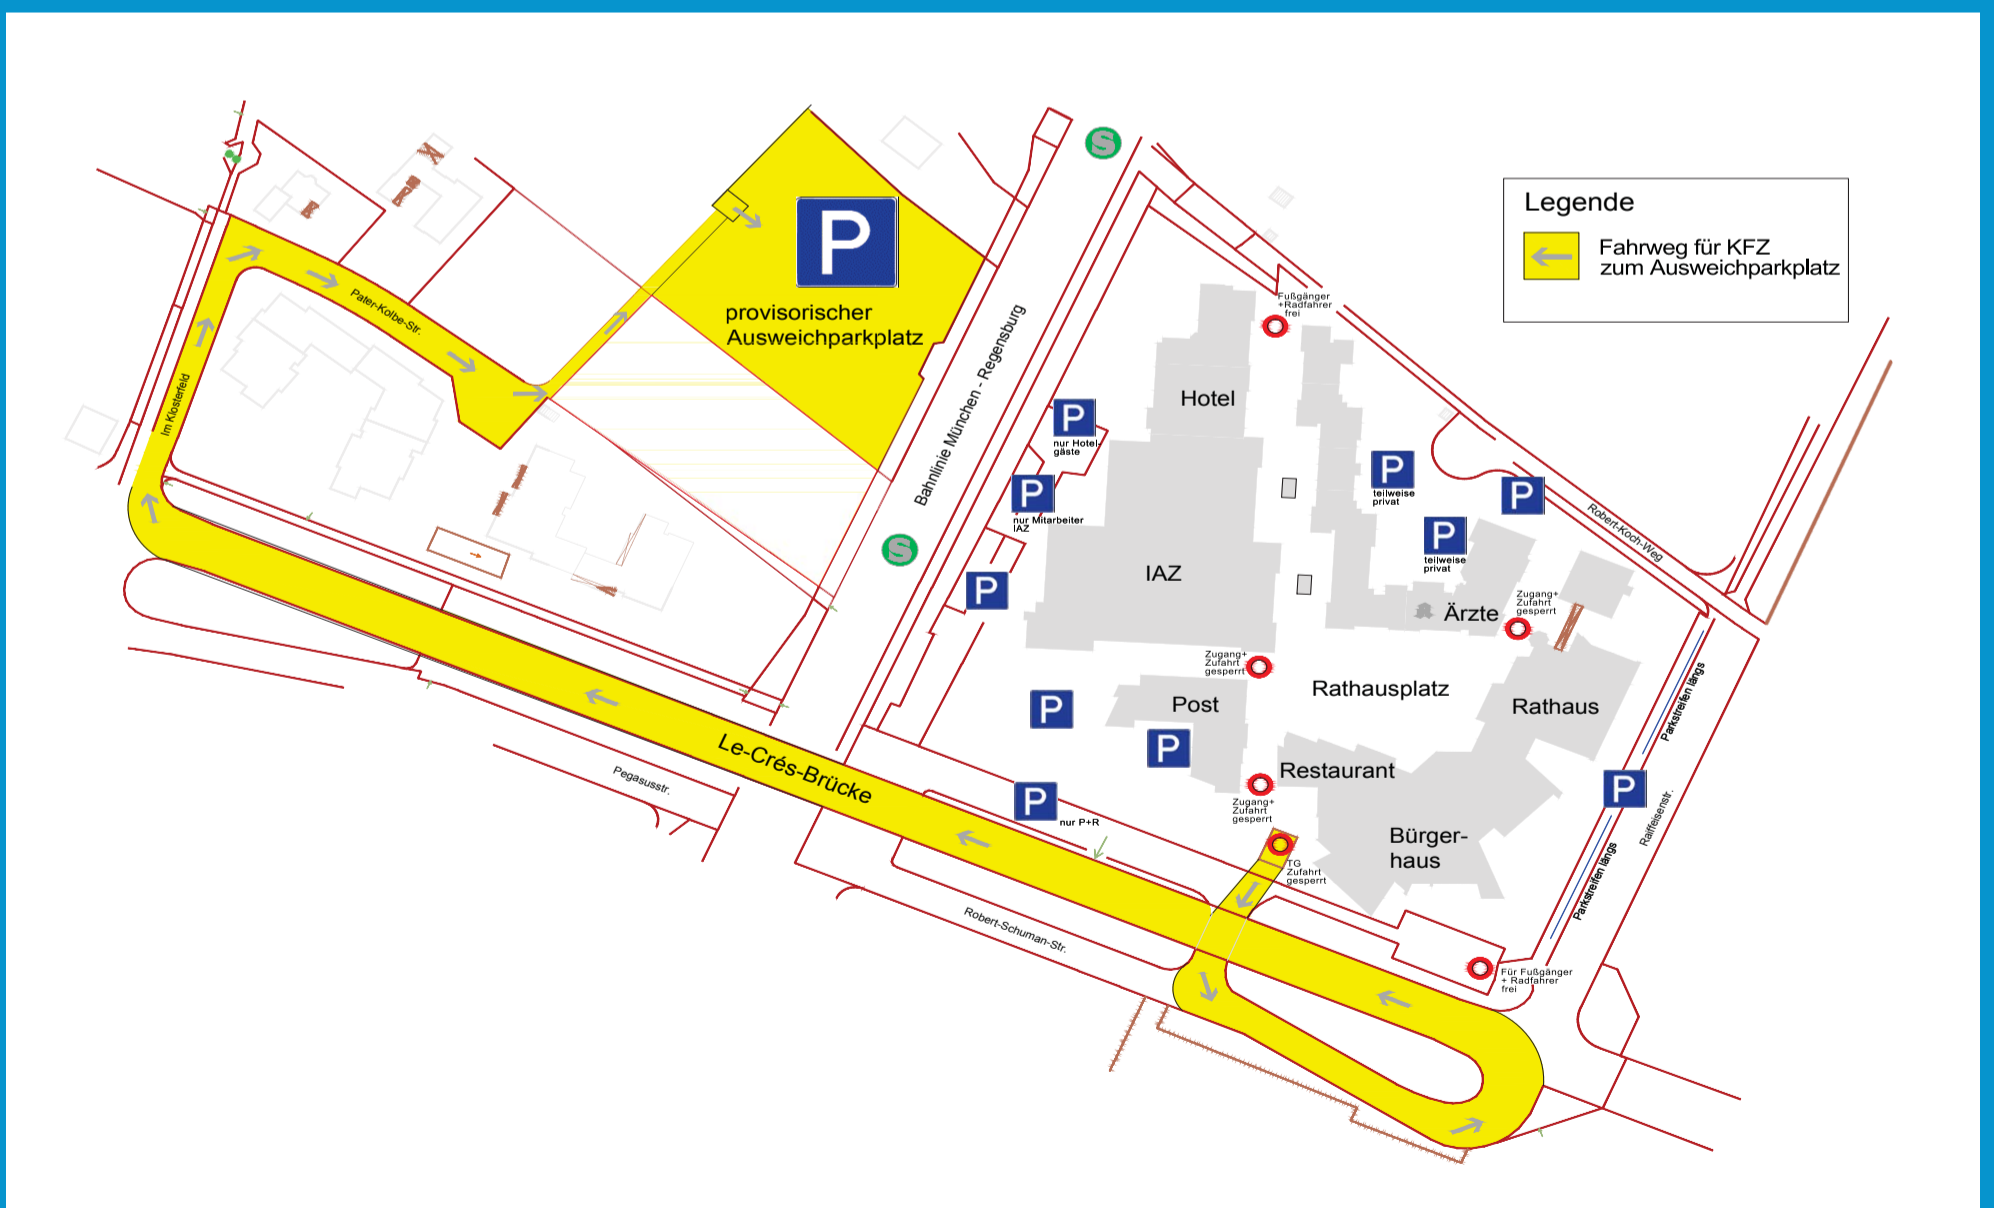 S
Legende
Fahrweg für KFZ
zum Ausweichparkplatz
P
provisorischer
Ausweichparkplatz
Pater-Kolbe-Str.
Im Klosterfeld
Bahnlinie München - Regensburg
S
Fußgänger
+Radfahrer
frei
Hotel
P
nur Hotel-
gäste
P
nur Mitarbeiter
IAZ
P
IAZ
P
teilweise
privat
P
teilweise
privat
P
Robert-Koch-Weg
Ärzte
Zugang+
Zufahrt
gesperrt
Zugang+
Zufahrt
gesperrt
Rathausplatz
Rathaus
Post
P
P
Restaurant
Zugang+
Zufahrt
gesperrt
P
nur P+R
Bürger-
haus
TG
Zufahrt
gesperrt
Parkstreifen längs
P
Raiffeisenstr.
Parkstreifen längs
Le-Crés-Brücke
Pegasusstr.
Robert-Schuman-Str.
Für Fußgänger
+ Radfahrer
frei